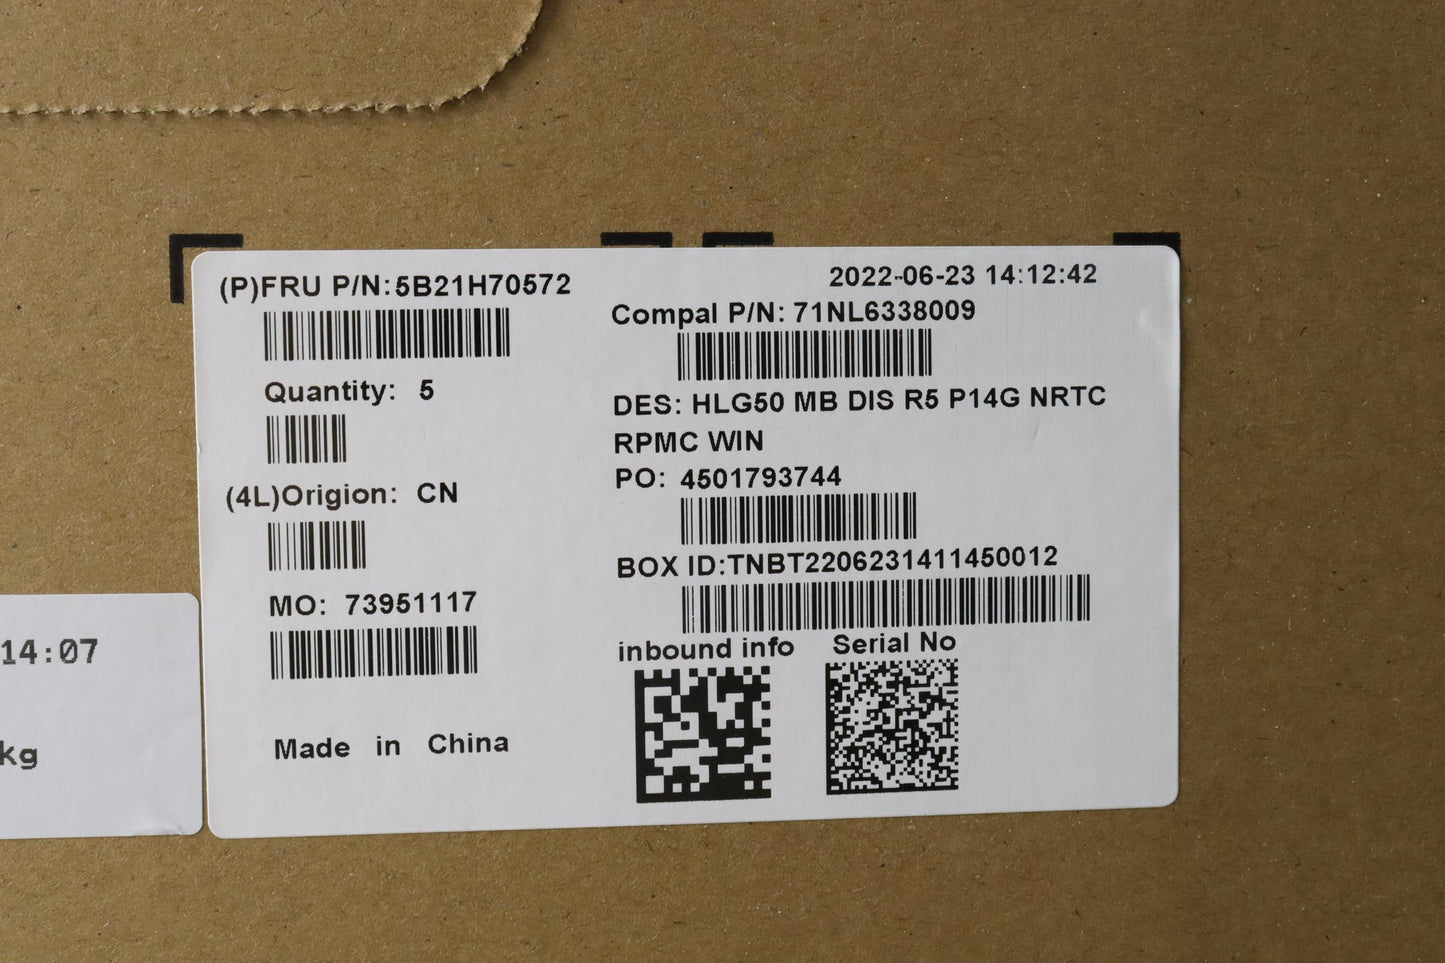 (P)FRU P/N:5B21H70572
2022-06-23 14:12:42
Compal P/N: 71NL6338009
Quantity: 5
DES: HLG50 MB DIS R5 P14G NRTC
RPMC WIN
(4L)Origion: CN
PO: 4501793744
BOX ID:TNBT2206231411450012
MO: 73951117
inbound info
Serial No
Made in China
14:07
kg